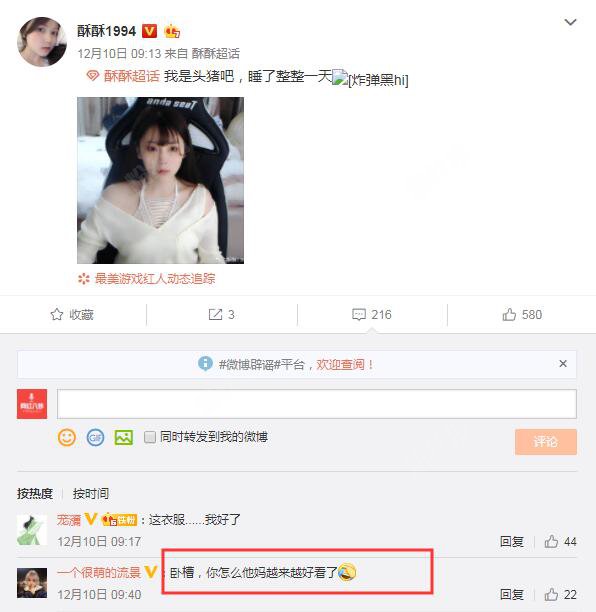 酥酥1994
12月10日 09:13 来自 酥酥超话
酥酥超话 我是头猪吧，睡了整整一天[炸弹黑hi]
anda seaT
最美游戏红人动态追踪
收藏
3
216
580
#微博辟谣#平台，欢迎查阅！
×
GIF
同时转发到我的微博
评论
按热度 | 按时间
铁粉：这衣服......我好了
12月10日 09:17
回复
44
一个很萌的流景：卧槽，你怎么他妈越来越好看了
12月10日 09:40
回复
22